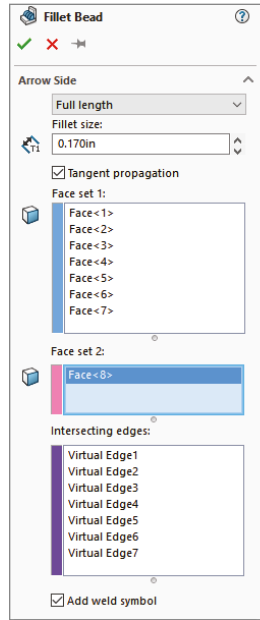 Fillet Bead
Arrow Side
Full length
Fillet size:
T1
0.170in
Tangent propagation
Face set 1:
Face<1>
Face<2>
Face<3>
Face<4>
Face<5>
Face<6>
Face<7>
Face set 2:
Face<8>
Intersecting edges:
Virtual Edge1
Virtual Edge2
Virtual Edge3
Virtual Edge4
Virtual Edge5
Virtual Edge6
Virtual Edge7
Add weld symbol